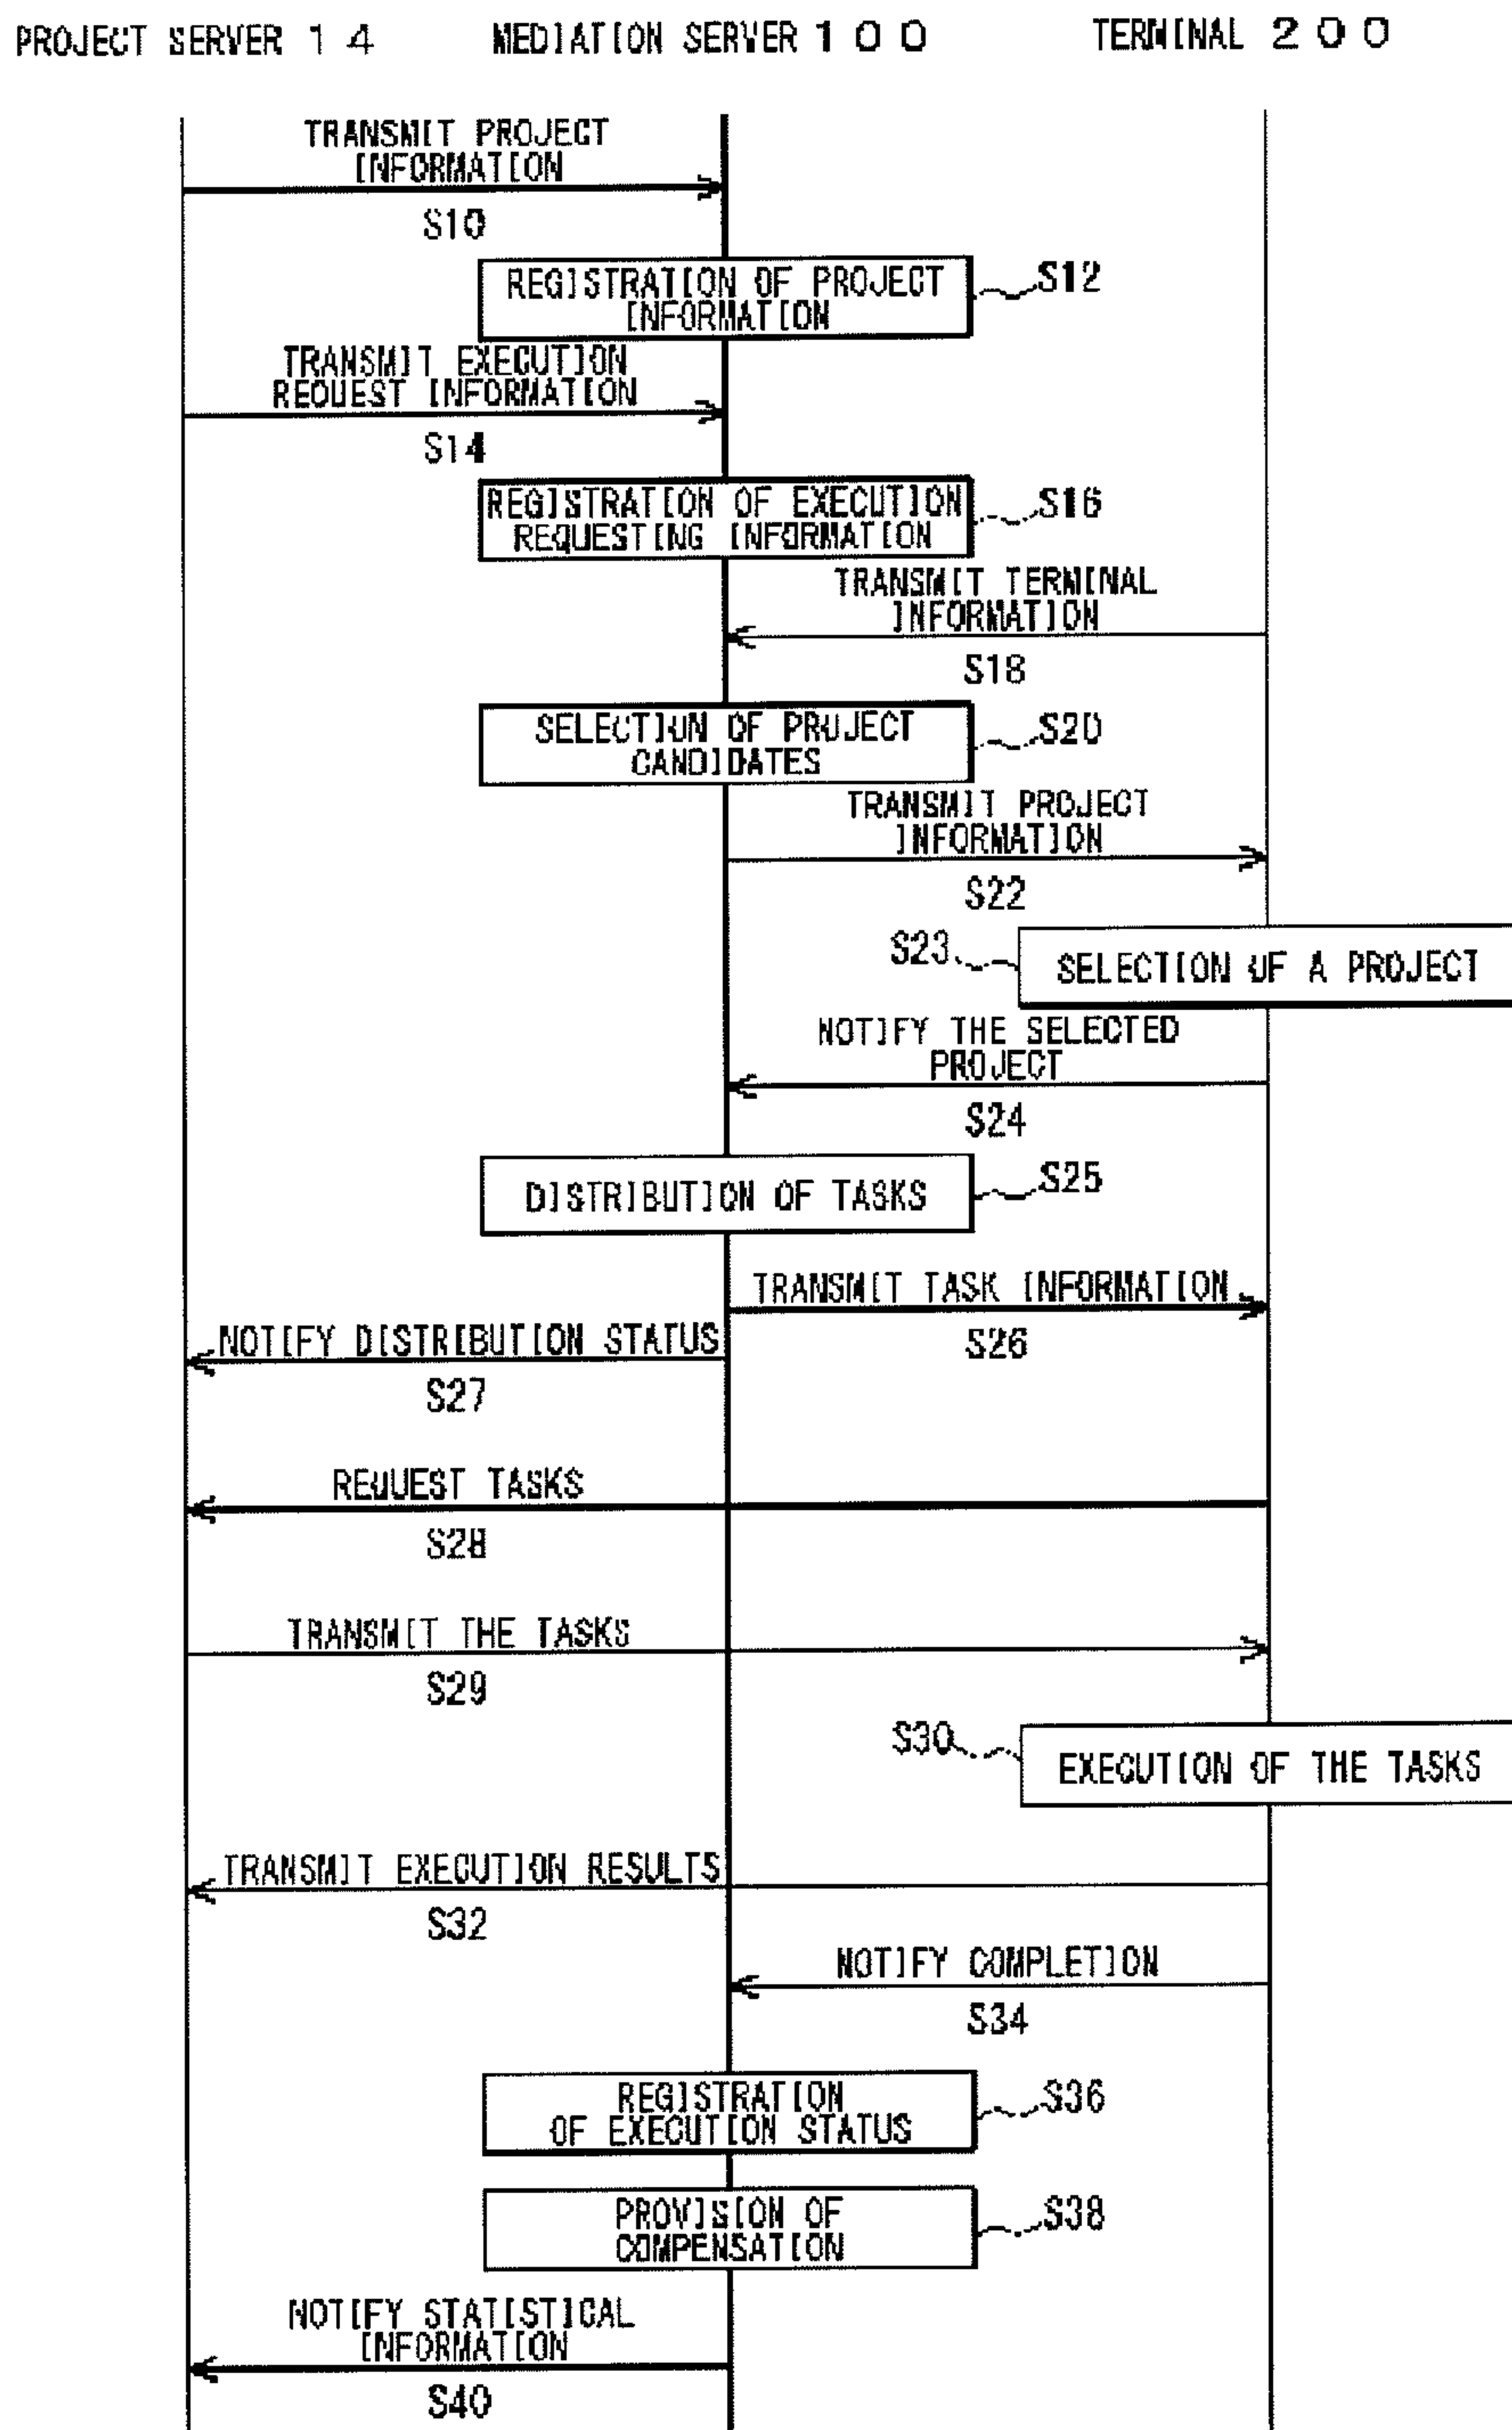 PROJECT SERVER 14
MEDIATION SERVER 100
TERMINAL 200
TRANSMIT PROJECT
INFORMATION
S10
REGISTRATION OF PROJECT
INFORMATION
S12
TRANSMIT EXECUTION
REQUEST INFORMATION
S14
REGISTRATION OF EXECUTION
REQUESTING INFORMATION
S16
TRANSMIT TERMINAL
INFORMATION
S18
SELECTION OF PROJECT
CANDIDATES
S20
TRANSMIT PROJECT
INFORMATION
S22
S23
SELECTION OF A PROJECT
NOTIFY THE SELECTED
PROJECT
S24
DISTRIBUTION OF TASKS
S25
TRANSMIT TASK INFORMATION
S26
NOTIFY DISTRIBUTION STATUS
S27
REQUEST TASKS
S28
TRANSMIT THE TASKS
S29
S30
EXECUTION OF THE TASKS
TRANSMIT EXECUTION RESULTS
S32
NOTIFY COMPLETION
S34
REGISTRATION
OF EXECUTION STATUS
S36
PROVISION OF
COMPENSATION
S38
NOTIFY STATISTICAL
INFORMATION
S40